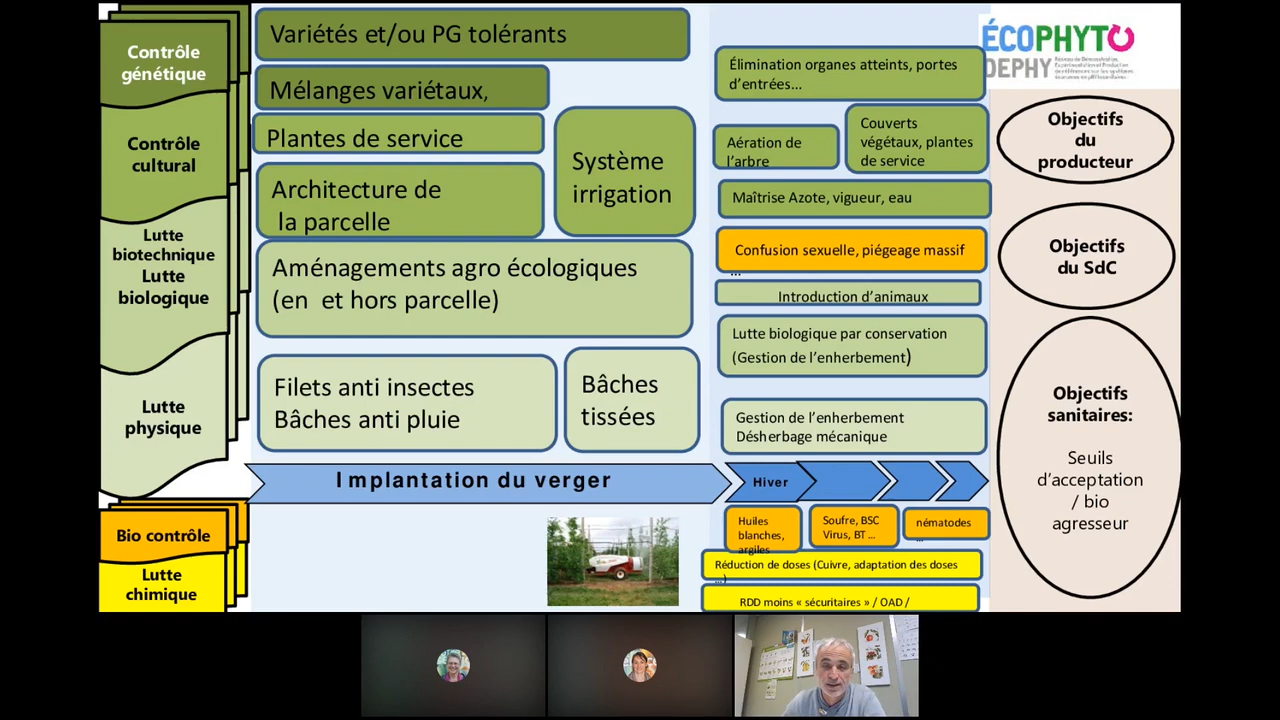 Contrôle
génétique
Contrôle
cultural
Lutte
biotechnique
Lutte
biologique
Lutte
physique
Bio contrôle
Lutte
chimique
Variétés et/ou PG tolérants
Mélanges variétaux,
Plantes de service
Architecture de
la parcelle
Système
irrigation
Aménagements agro écologiques
(en et hors parcelle)
Filets anti insectes
Bâches anti pluie
Bâches
tissées
Implantation du verger
Hiver
Élimination organes atteints, portes
d'entrées...
Aération de
l'arbre
Couverts
végétaux, plantes
de service
Maîtrise Azote, vigueur, eau
Confusion sexuelle, piégeage massif
...
Introduction d'animaux
Lutte biologique par conservation
(Gestion de l'enherbement)
Gestion de l'enherbement
Désherbage mécanique
Huiles
blanches,
argiles
Soufre, BSC
Virus, BT ...
nématodes
...
Réduction de doses (Cuivre, adaptation des doses
...)
RDD moins « sécuritaires » / OAD /
ÉCOPHYTO
DEPHY
Objectifs
du
producteur
Objectifs
du SdC
Objectifs
sanitaires:
Seuils
d'acceptation
/ bio
agresseur